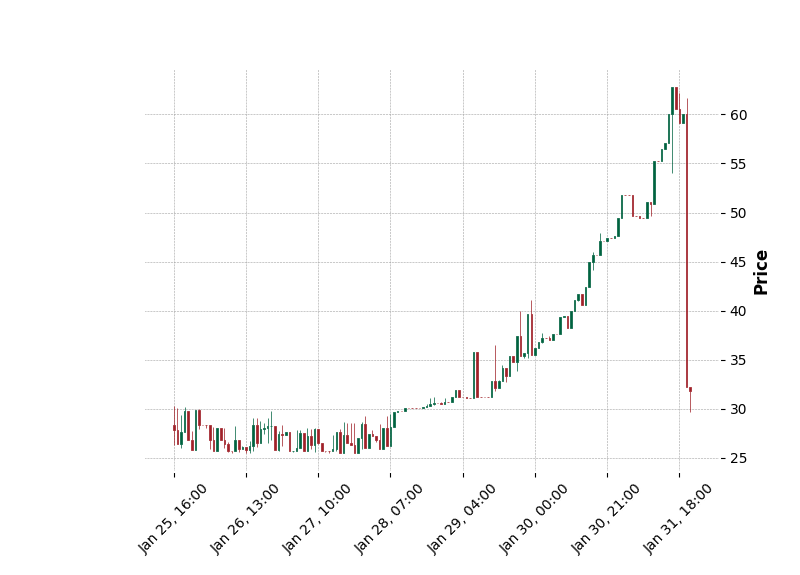 60
55
50
45
40
35
30
25
Price
Jan 25, 16:00
Jan 26, 13:00
Jan 27, 10:00
Jan 28, 07:00
Jan 29, 04:00
Jan 30, 00:00
Jan 30, 21:00
Jan 31, 18:00